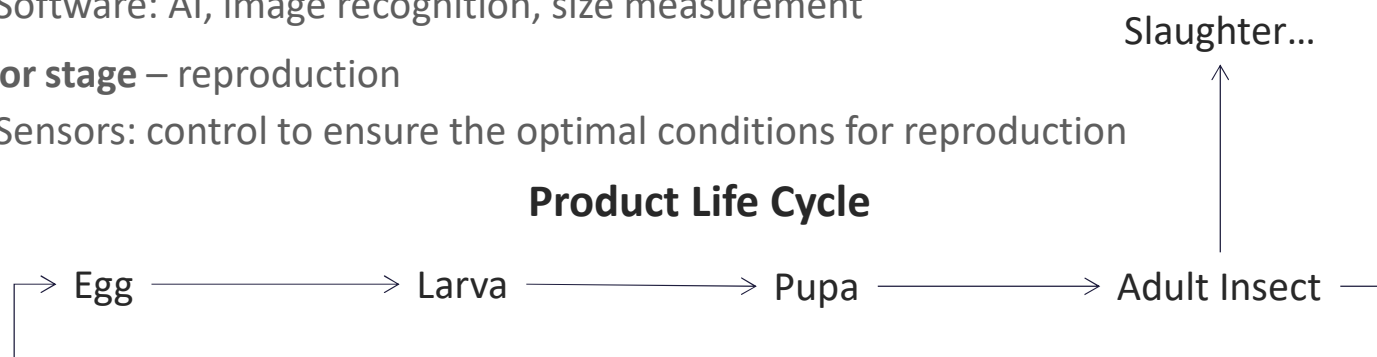 Software: AI, image recognition, size measurement
Slaughter…
or stage – reproduction
Sensors: control to ensure the optimal conditions for reproduction
Product Life Cycle
Egg Larva Pupa Adult Insect